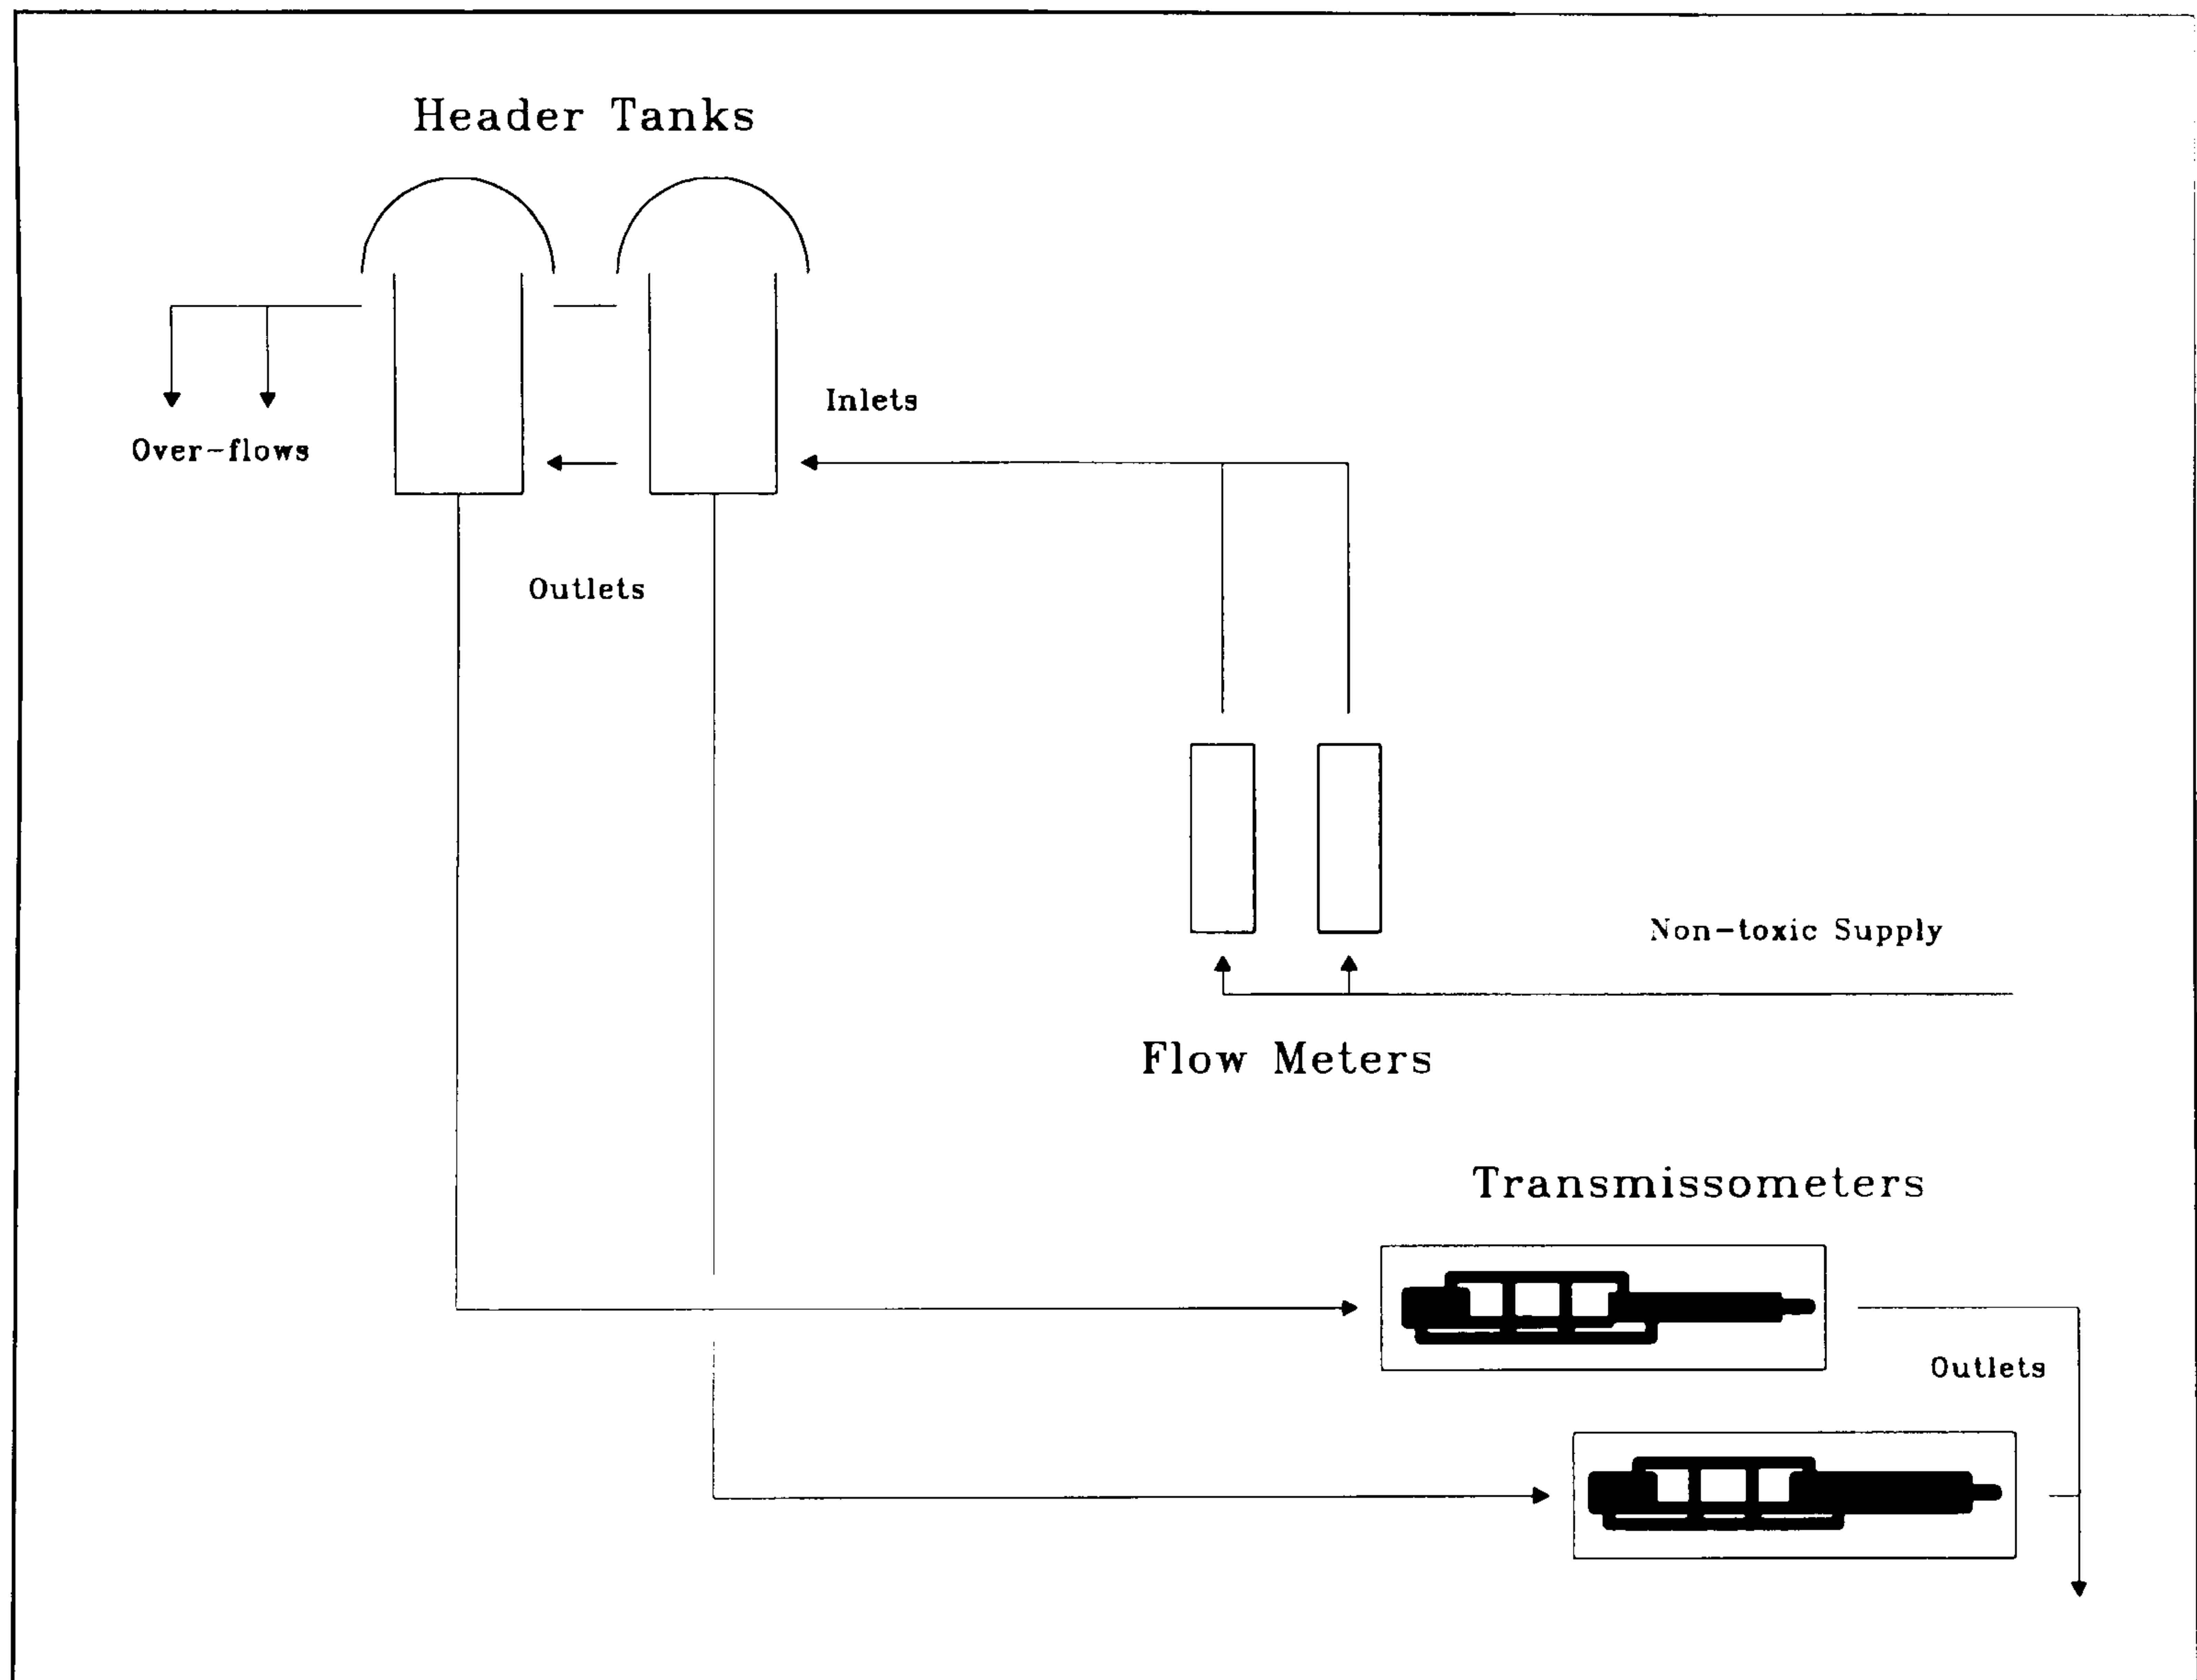 Header Tanks
Inlets
Over-flows
Outlets
Non-toxic Supply
Flow Meters
Transmissometers
Outlets